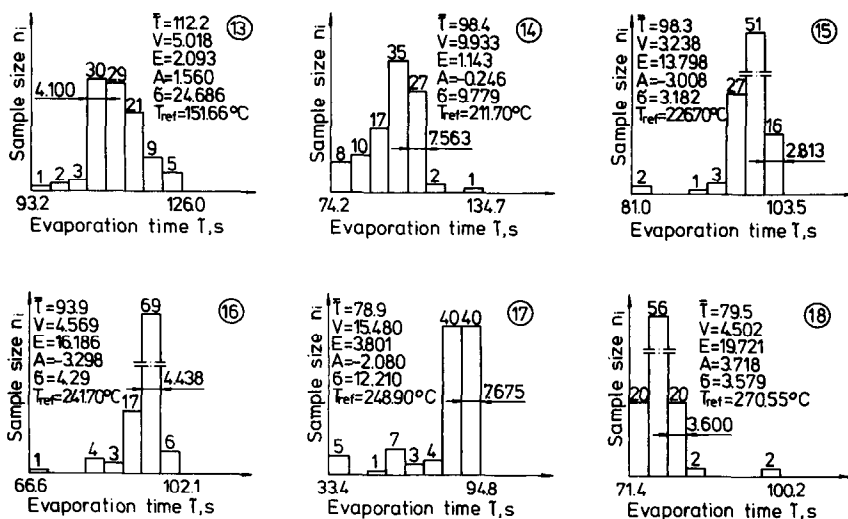 Sample size nᵢ
τ̅=112.2
V=5.018
E=2.093
A=1.560
б=24.686
Tref=151.66°C
13
4.100
1 2 3 30 29 21 9 5
93.2 126.0
Evaporation time τ̅,s
Sample size nᵢ
τ̅=98.4
V=9.933
E=1.143
A=-0.246
б=9.779
Tref=211.70°C
14
7.563
8 10 17 35 27 2 1
74.2 134.7
Evaporation time τ̅,s
Sample size nᵢ
τ̅=98.3
V=3.238
E=13.798
A=-3.008
б=3.182
Tref=226.70°C
15
2 1 3 27 51 16
81.0 103.5
Evaporation time τ̅,s
Sample size nᵢ
τ̅=93.9
V=4.569
E=16.186
A=-3.298
б=4.29
Tref=241.70°C
16
4.438
1 4 3 17 69 6
66.6 102.1
Evaporation time τ̅,s
Sample size nᵢ
τ̅=78.9
V=15.480
E=3.801
A=-2.080
б=12.210
Tref=248.90°C
17
7.675
5 1 7 3 4 40 40
33.4 94.8
Evaporation time τ̅,s
Sample size nᵢ
τ̅=79.5
V=4.502
E=19.721
A=3.718
б=3.579
Tref=270.55°C
18
3.600
20 56 20 2 2
71.4 100.2
Evaporation time τ̅,s